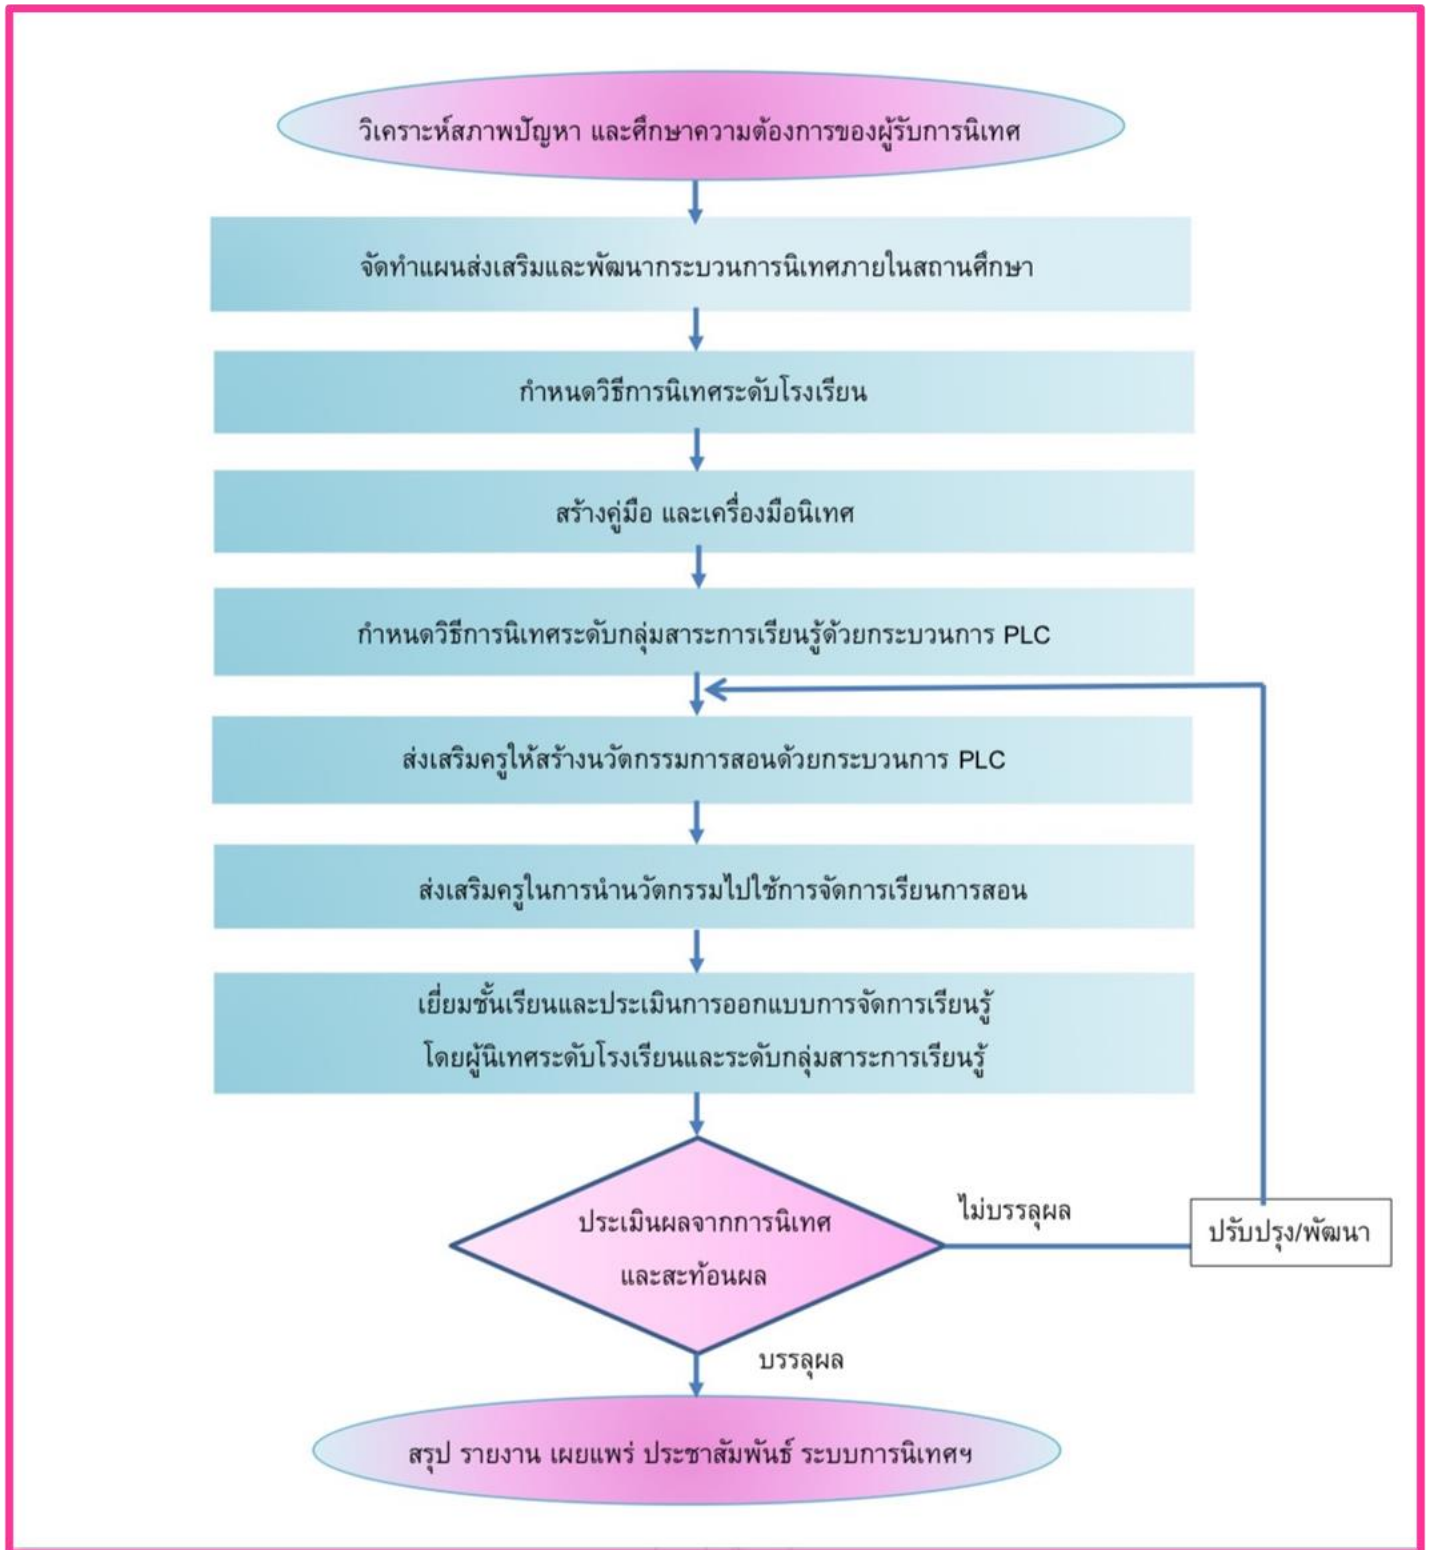 วิเคราะห์สภาพปัญหา และศึกษาความต้องการของผู้รับการนิเทศ
จัดทำแผนส่งเสริมและพัฒนากระบวนการนิเทศภายในสถานศึกษา
กำหนดวิธีการนิเทศระดับโรงเรียน
สร้างคู่มือ และเครื่องมือนิเทศ
กำหนดวิธีการนิเทศระดับกลุ่มสาระการเรียนรู้ด้วยกระบวนการ PLC
ส่งเสริมครูให้สร้างนวัตกรรมการสอนด้วยกระบวนการ PLC
ส่งเสริมครูในการนำนวัตกรรมไปใช้การจัดการเรียนการสอน
เยี่ยมชั้นเรียนและประเมินการออกแบบการจัดการเรียนรู้
โดยผู้นิเทศระดับโรงเรียนและระดับกลุ่มสาระการเรียนรู้
ประเมินผลจากการนิเทศ
และสะท้อนผล
ไม่บรรลุผล
ปรับปรุง/พัฒนา
บรรลุผล
สรุป รายงาน เผยแพร่ ประชาสัมพันธ์ ระบบการนิเทศฯ